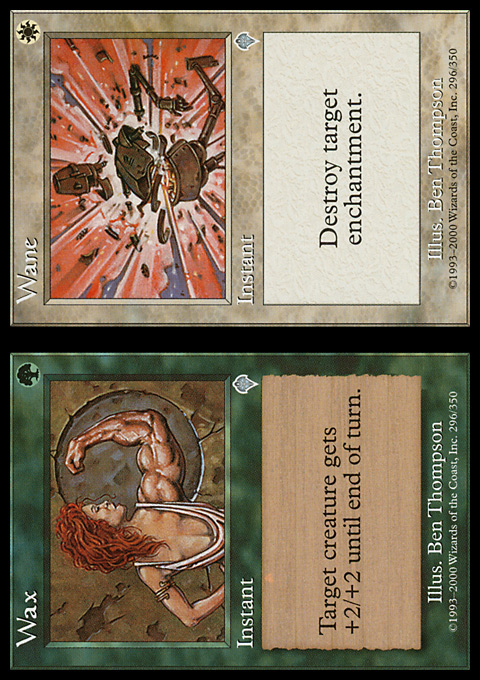 Wax
Instant
Target creature gets
+2/+2 until end of turn.
Illus. Ben Thompson
©1993–2000 Wizards of the Coast, Inc. 296/350
Wane
Instant
Destroy target
enchantment.
Illus. Ben Thompson
©1993–2000 Wizards of the Coast, Inc. 296/350